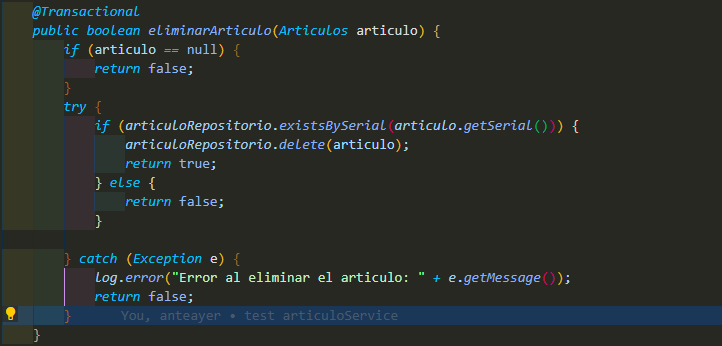 @Transactional
public boolean eliminarArticulo(Articulos articulo) {
if (articulo == null) {
return false;
}
try {
if (articuloRepositorio.existsBySerial(articulo.getSerial())) {
articuloRepositorio.delete(articulo);
return true;
} else {
return false;
}
} catch (Exception e) {
log.error("Error al eliminar el articulo: " + e.getMessage());
return false;
} You, anteayer • test articuloService
}